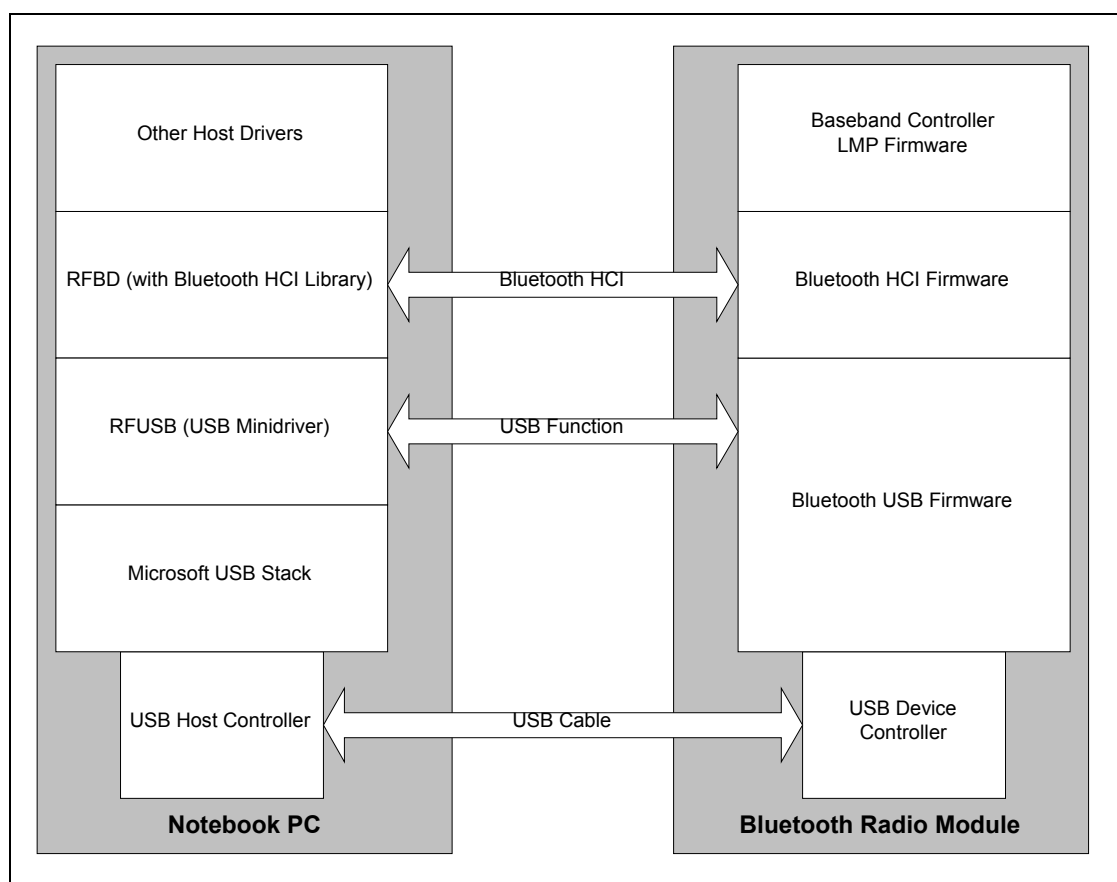 Other Host Drivers
RFBD (with Bluetooth HCI Library)
RFUSB (USB Minidriver)
Microsoft USB Stack
USB Host Controller
Notebook PC
Bluetooth HCI
USB Function
USB Cable
Baseband Controller
LMP Firmware
Bluetooth HCI Firmware
Bluetooth USB Firmware
USB Device
Controller
Bluetooth Radio Module